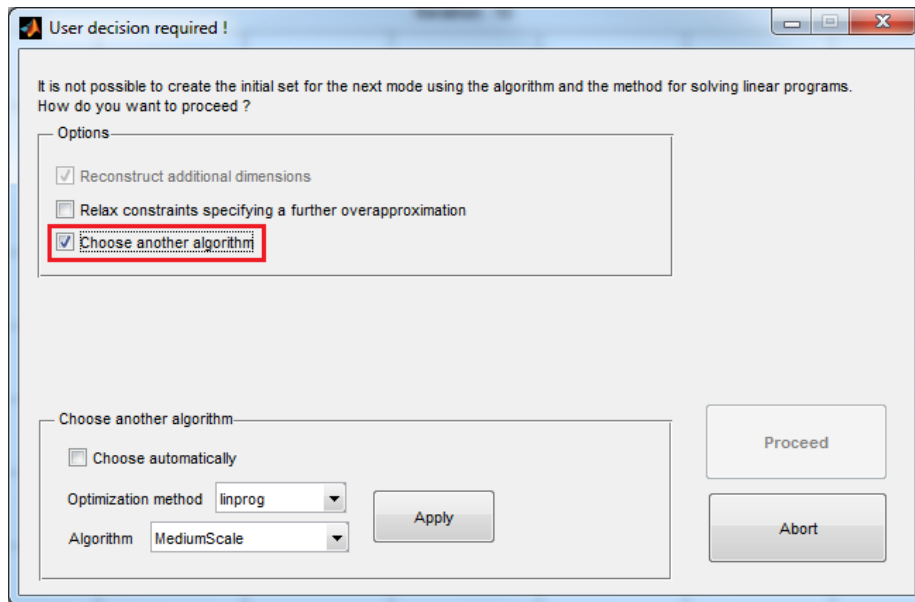 User decision required !
It is not possible to create the initial set for the next mode using the algorithm and the method for solving linear programs.
How do you want to proceed ?
Options
Reconstruct additional dimensions
Relax constraints specifying a further overapproximation
Choose another algorithm
Choose another algorithm
Choose automatically
Optimization method linprog
Algorithm MediumScale
Apply
Proceed
Abort